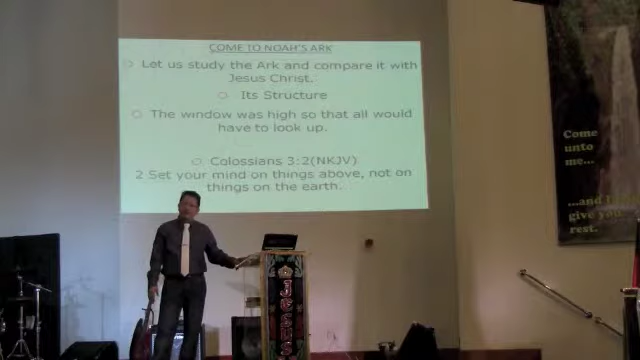 COME TO NOAH'S ARK
Let us study the Ark and compare it with
Jesus Christ.
Its Structure
The window was high so that all would
have to look up.
Colossians 3:2(NKJV)
2 Set your mind on things above, not on
things on the earth.
Come
unto
me...
...and I
give you
rest.
JESUS